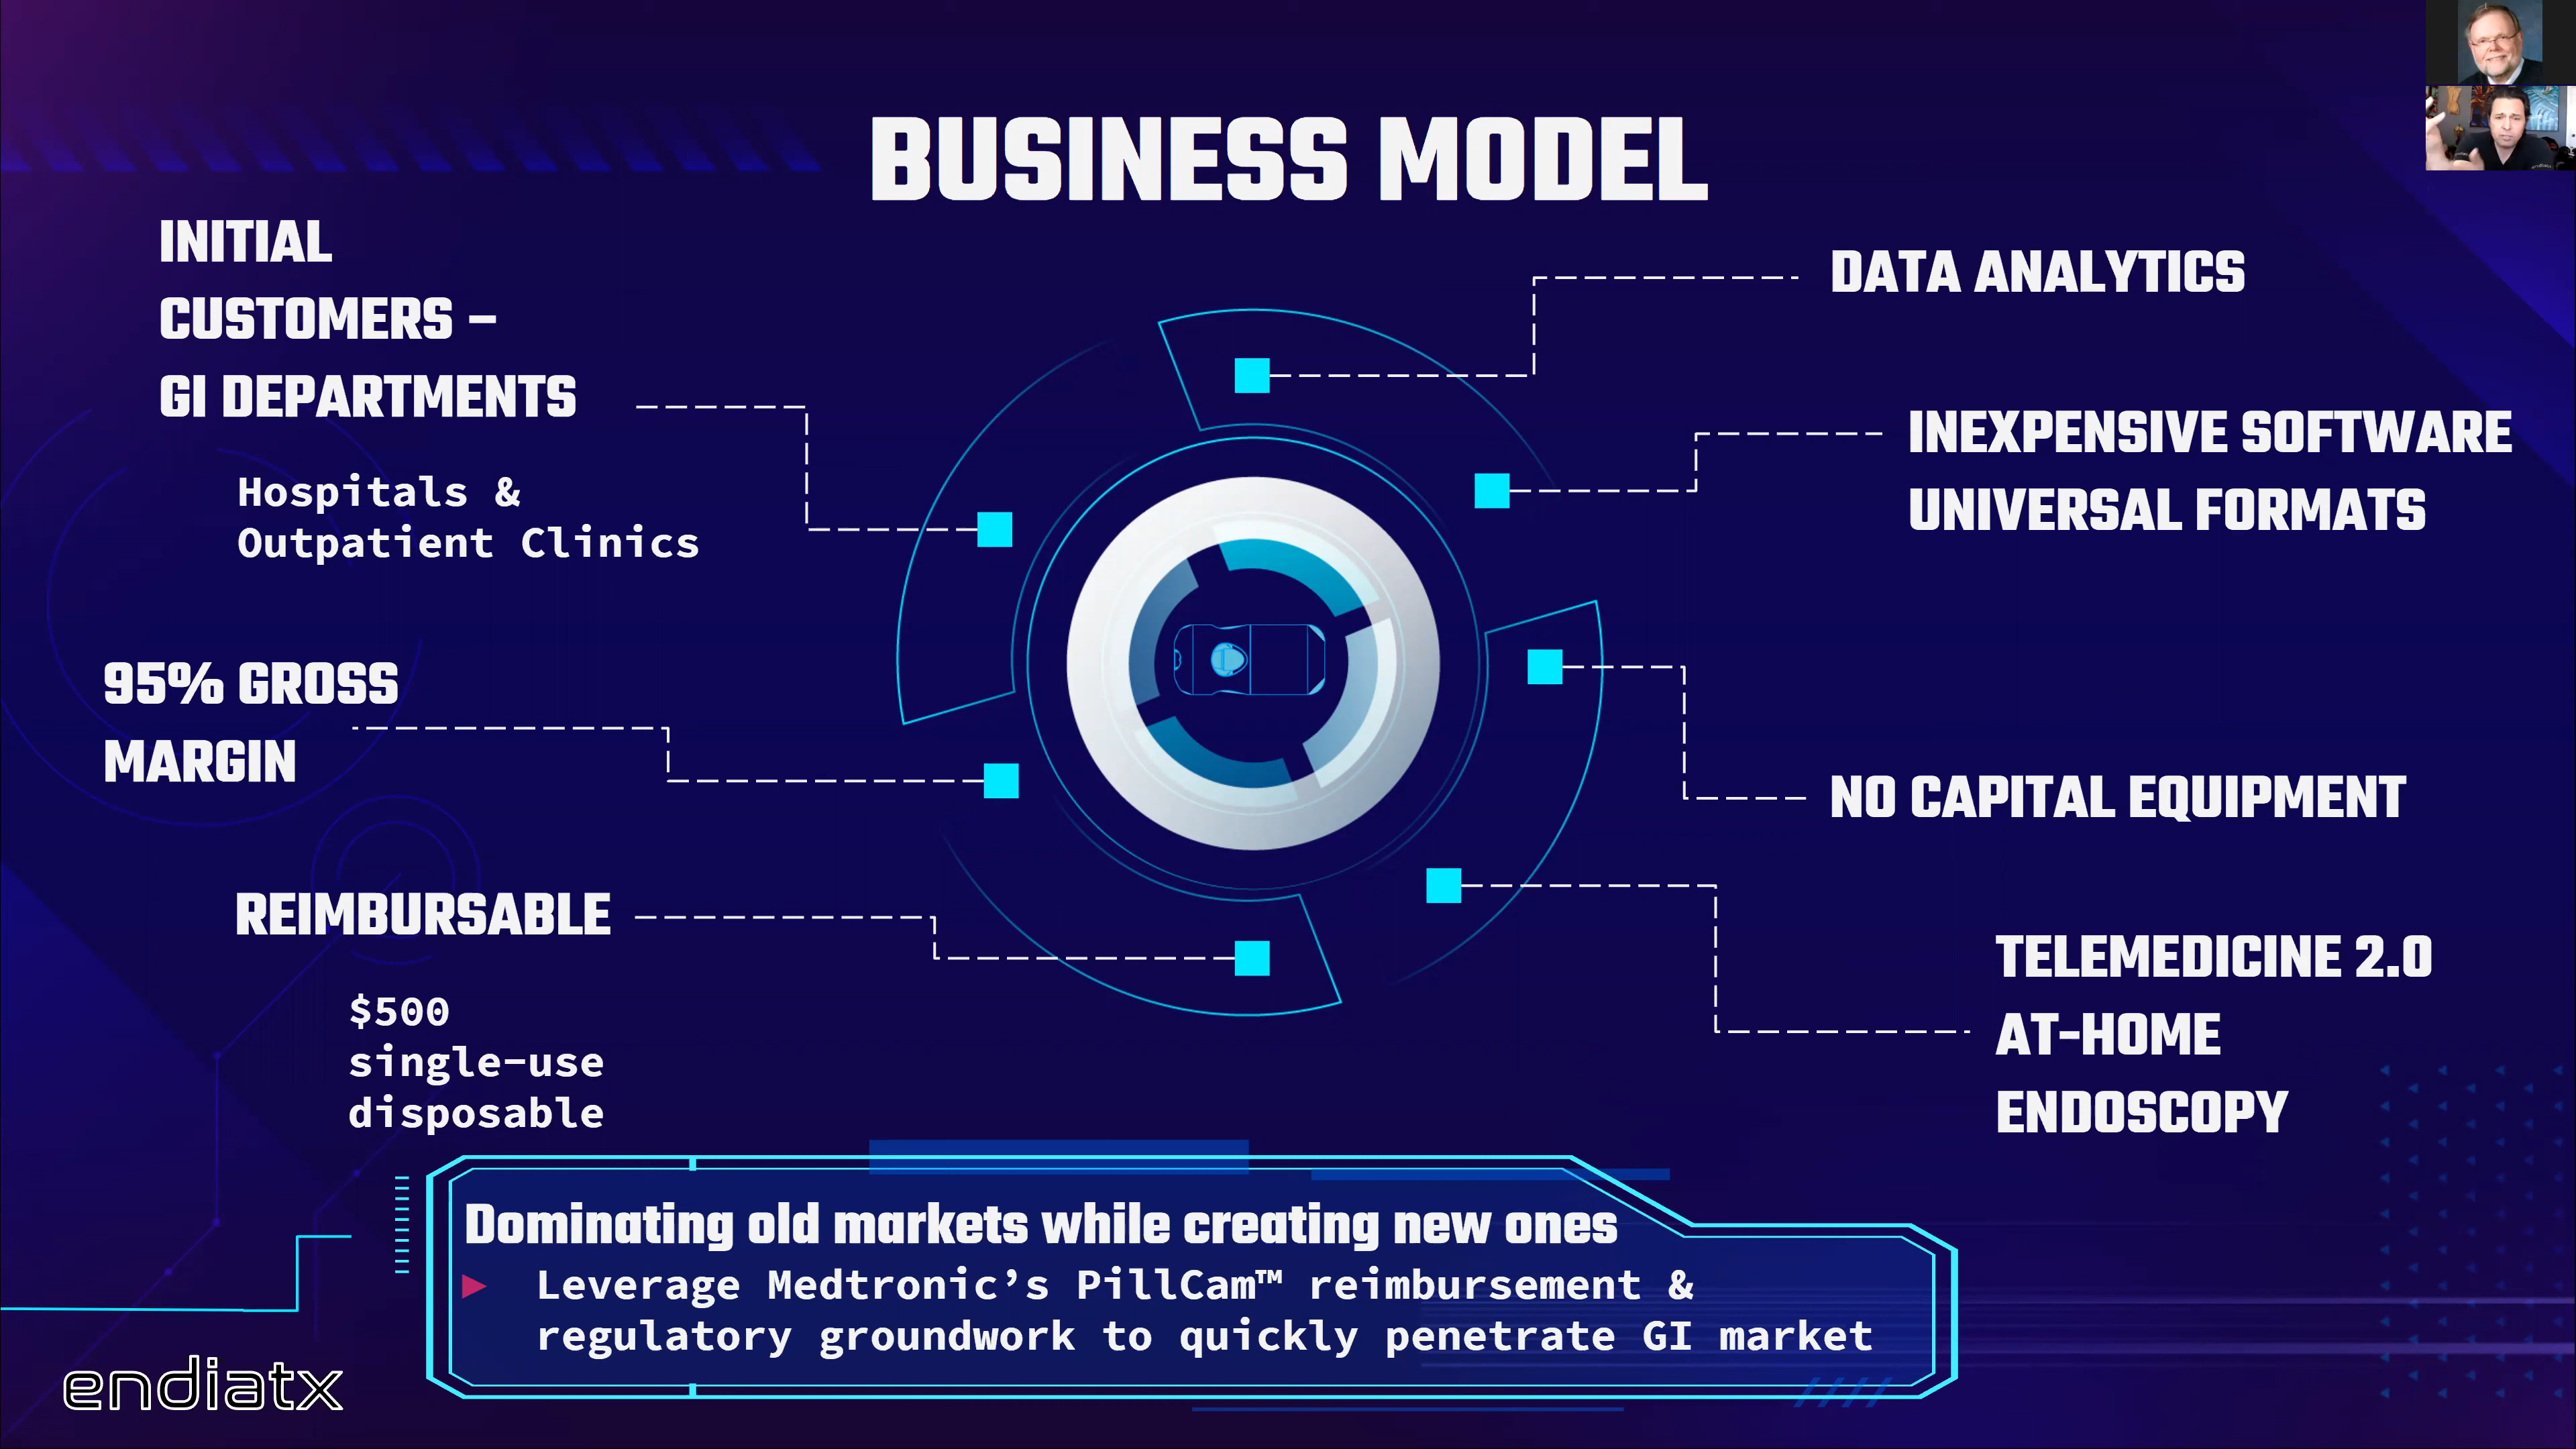 BUSINESS MODEL
INITIAL
CUSTOMERS –
GI DEPARTMENTS
Hospitals &
Outpatient Clinics
95% GROSS
MARGIN
REIMBURSABLE
$500
single-use
disposable
DATA ANALYTICS
INEXPENSIVE SOFTWARE
UNIVERSAL FORMATS
NO CAPITAL EQUIPMENT
TELEMEDICINE 2.0
AT-HOME
ENDOSCOPY
Dominating old markets while creating new ones
Leverage Medtronic’s PillCam™ reimbursement &
regulatory groundwork to quickly penetrate GI market
endiatx